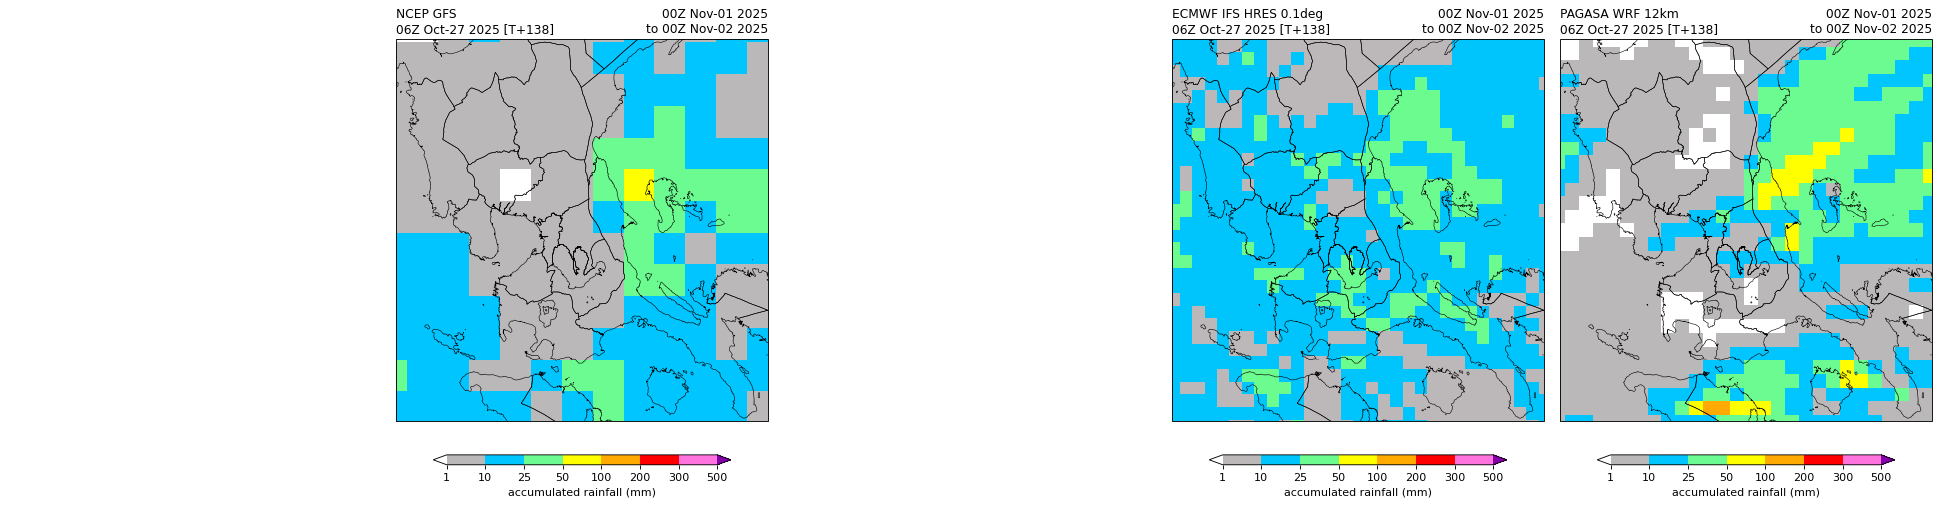 NCEP GFS 00Z Nov-01 2025
06Z Oct-27 2025 [T+138] to 00Z Nov-02 2025
1 10 25 50 100 200 300 500
accumulated rainfall (mm)
ECMWF IFS HRES 0.1deg 00Z Nov-01 2025
06Z Oct-27 2025 [T+138] to 00Z Nov-02 2025
1 10 25 50 100 200 300 500
accumulated rainfall (mm)
PAGASA WRF 12km 00Z Nov-01 2025
06Z Oct-27 2025 [T+138] to 00Z Nov-02 2025
1 10 25 50 100 200 300 500
accumulated rainfall (mm)